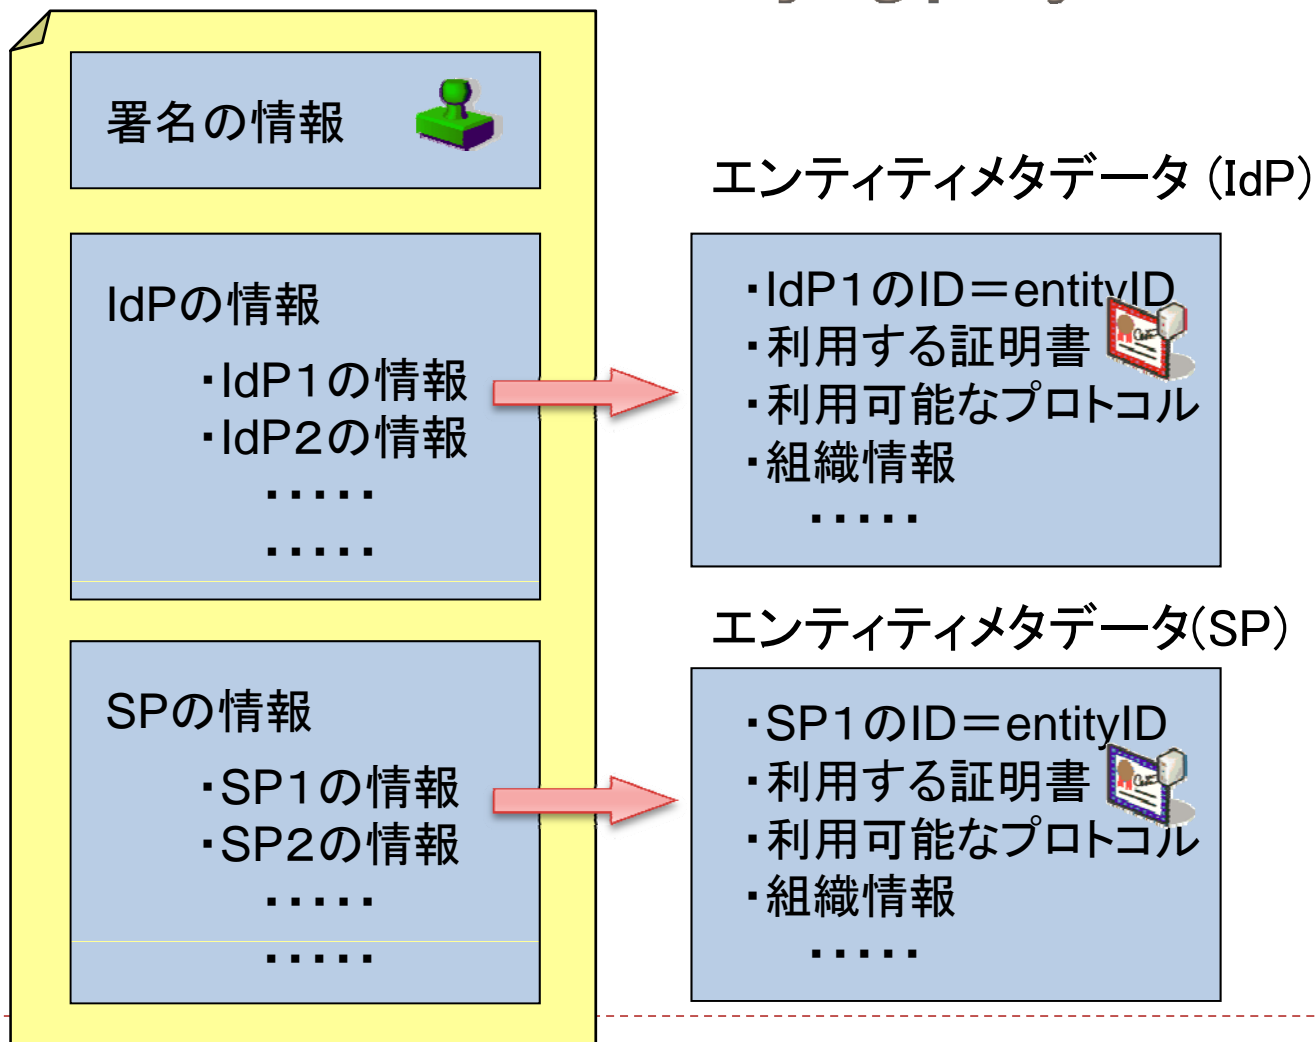 署名の情報
IdPの情報
・IdP1の情報
・IdP2の情報
・・・・・
・・・・・
SPの情報
・SP1の情報
・SP2の情報
・・・・・
・・・・・
エンティティメタデータ (IdP)
・IdP1のID＝entityID
・利用する証明書
・利用可能なプロトコル
・組織情報
・・・・・
エンティティメタデータ(SP)
・SP1のID＝entityID
・利用する証明書
・利用可能なプロトコル
・組織情報
・・・・・